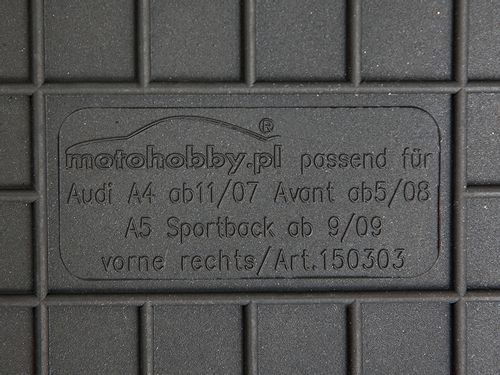 motohobby.pl® passend für
Audi A4 ab11/07 Avant ab5/08
A5 Sportback ab 9/09
vorne rechts/Art.150303